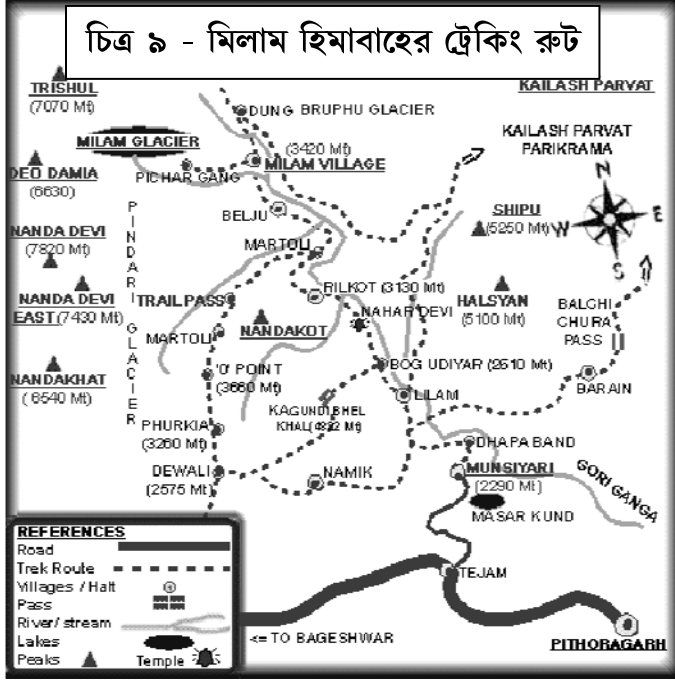 চিত্র ৯ - মিলাম হিমাবাহের ট্রেকিং রুট
TRISHUL
(7070 Mt)
KAILASH PARVAT
DUNG BRUPHU GLACIER
KAILASH PARVAT
PARIKRAMA
MILAM GLACIER
(3420 Mt)
MILAM VILLAGE
DEO DAMIA
(6630)
PICHAR GANG
N
W
E
S
BELJU
SHIPU
(5250 Mt)
NANDA DEVI
(7820 Mt)
PINDARI GLACIER
MARTOLI
RILKOT (3130 Mt)
NANDA DEVI
EAST (7430 Mt)
TRAIL PASS
NAHAR DEVI
HALSYAN
(5100 Mt)
BALCHI
CHURA
PASS
MARTOLI
NANDAKOT
NANDAKHAT
(6540 Mt)
'0' POINT
(3660 Mt)
BOG UDIYAR (2510 Mt)
BARAIN
LILAM
KAGUNDI BHEL
KHAL
PHURKIA
(3260 Mt)
DHAPA BAND
DEWALI
(2575 Mt)
NAMIK
MUNSIYARI
(2290 Mt)
GORI GANGA
MASAR KUND
TEJAM
<= TO BAGESHWAR
PITHORAGARH
REFERENCES
Road
Trek Route
Villages / Halt
Pass
River/ stream
Lakes
Peaks
Temple